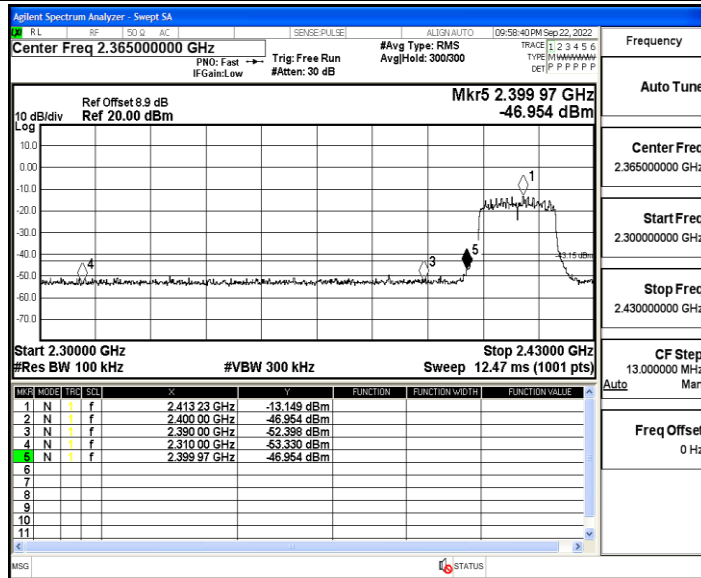 Agilent Spectrum Analyzer - Swept SA
RL RF 50 Ω AC SENSE:PULSE ALIGN AUTO 09:58:40 PM Sep 22, 2022
Center Freq 2.365000000 GHz
PNO: Fast
IFGain:Low
Trig: Free Run
#Atten: 30 dB
#Avg Type: RMS
Avg|Hold: 300/300
TRACE 1 2 3 4 5 6
TYPE MWWWWW
DET P P P P P P
Ref Offset 8.9 dB
10 dB/div Ref 20.00 dBm
Log
Mkr5 2.399 97 GHz
-46.954 dBm
10.0
0.00
-10.0
-20.0
-30.0
-40.0
-50.0
-60.0
-70.0
1
5
-43.15 dBm
4
3
Start 2.30000 GHz Stop 2.43000 GHz
#Res BW 100 kHz #VBW 300 kHz Sweep 12.47 ms (1001 pts)
MKR MODE TRC SCL X Y FUNCTION FUNCTION WIDTH FUNCTION VALUE
1 N 1 f 2.413 23 GHz -13.149 dBm
2 N 1 f 2.400 00 GHz -46.954 dBm
3 N 1 f 2.390 00 GHz -52.398 dBm
4 N 1 f 2.310 00 GHz -53.330 dBm
5 N 1 f 2.399 97 GHz -46.954 dBm
6
7
8
9
10
11
MSG STATUS
Frequency
Auto Tune
Center Freq
2.365000000 GHz
Start Freq
2.300000000 GHz
Stop Freq
2.430000000 GHz
CF Step
13.000000 MHz
Auto Man
Freq Offset
0 Hz